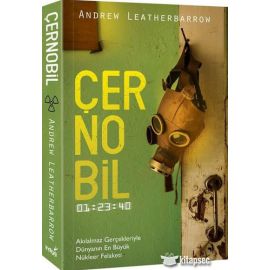 ANDREW LEATHERBARROW
ÇER
NO
BİL
01:23:40
Akılalmaz Gerçekleriyle
Dünyanın En Büyük
Nükleer Felaketi
ÇERNOBİL
ANDREW LEATHERBARROW
kitapsec